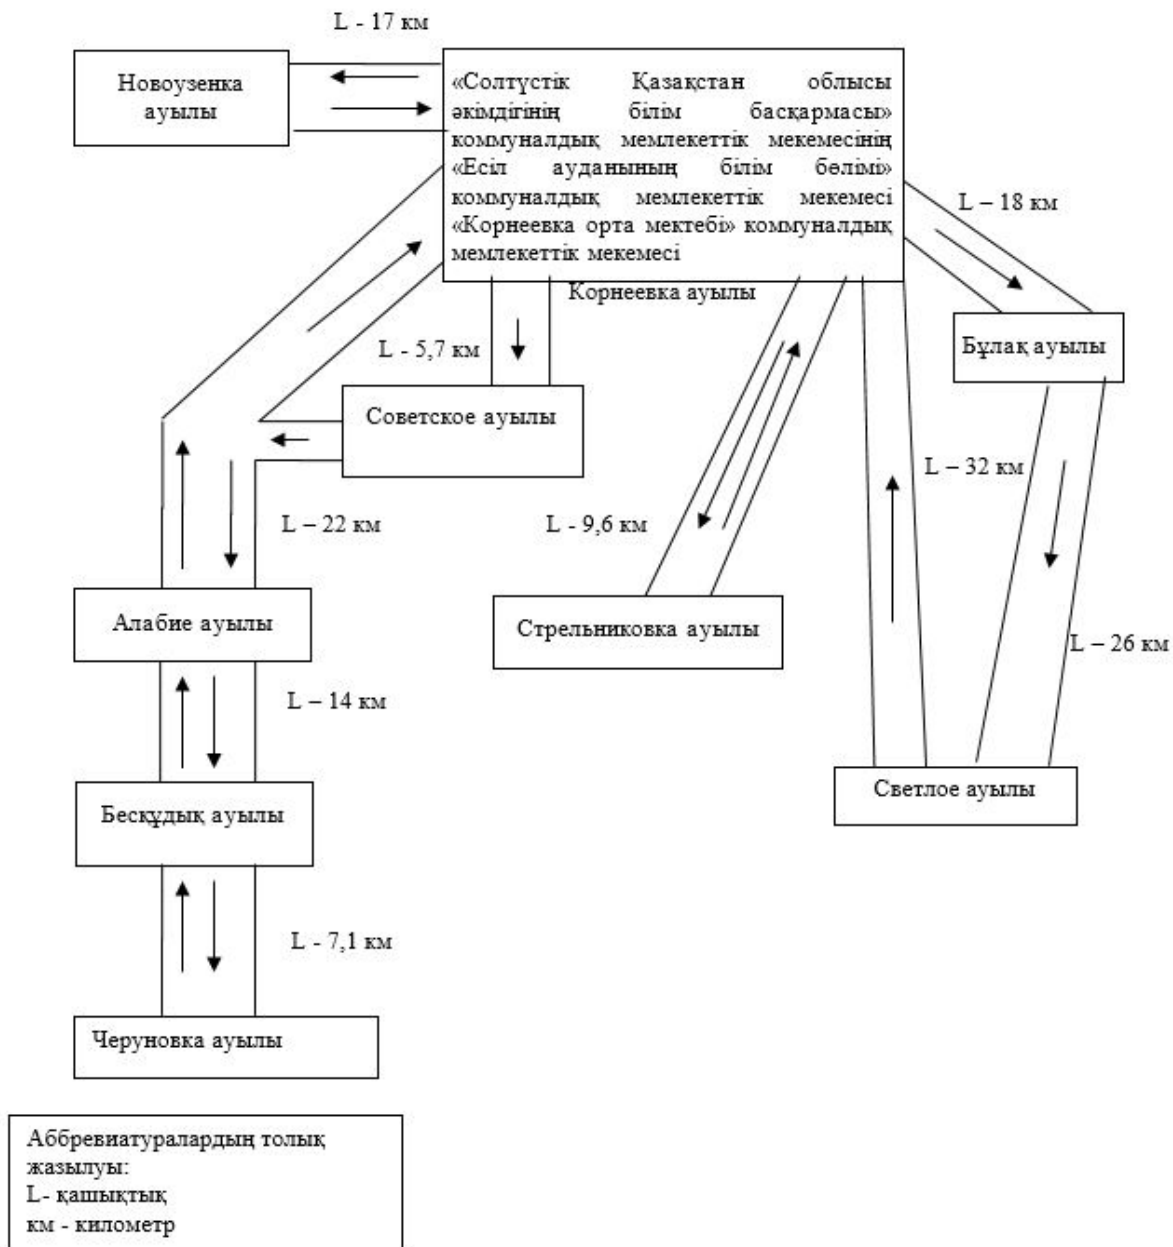 L - 17 км
Новоузенка
ауылы
«Солтүстік Қазақстан облысы
әкімдігінің білім басқармасы»
коммуналдық мемлекеттік мекемесінің
«Есіл ауданының білім бөлімі»
коммуналдық мемлекеттік мекемесі
«Корнеевка орта мектебі» коммуналдық
мемлекеттік мекемесі
Корнеевка ауылы
L – 18 км
Бұлақ ауылы
L - 5,7 км
Советское ауылы
L – 32 км
L – 22 км
L - 9,6 км
Алабие ауылы
Стрельниковка ауылы
L – 26 км
L – 14 км
Светлое ауылы
Бесқұдық ауылы
L - 7,1 км
Черуновка ауылы
Аббревиатуралардың толық
жазылуы:
L- қашықтық
км - километр